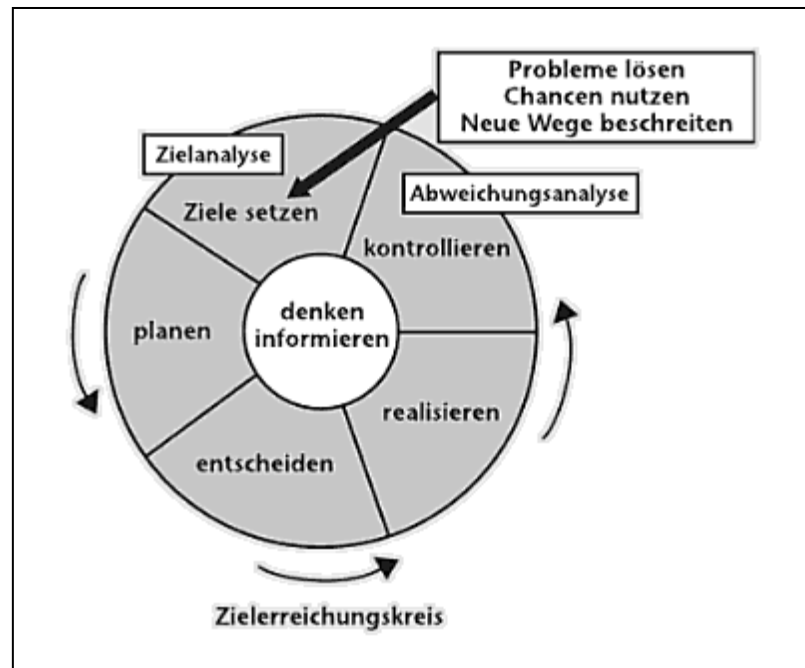 Probleme lösen
Chancen nutzen
Neue Wege beschreiten
Zielanalyse
Abweichungsanalyse
Ziele setzen
kontrollieren
denken
informieren
planen
realisieren
entscheiden
Zielerreichungskreis